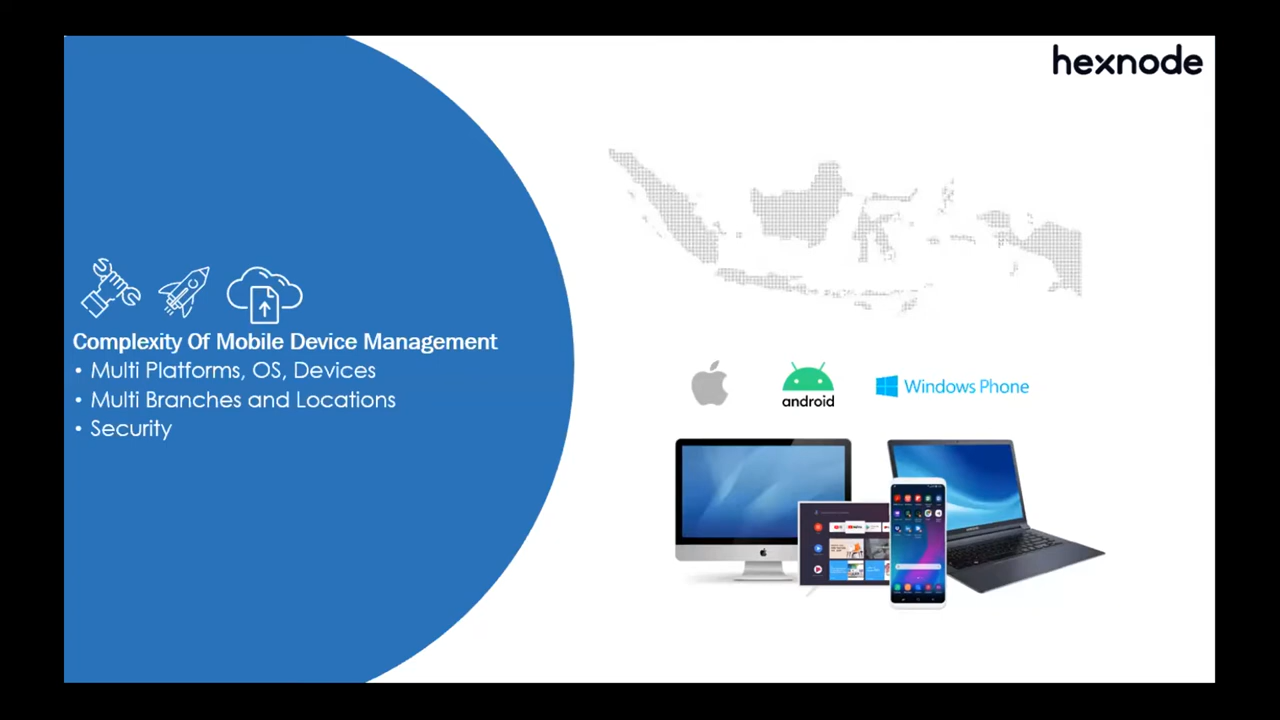 hexnode
Complexity Of Mobile Device Management
• Multi Platforms, OS, Devices
• Multi Branches and Locations
• Security
android
Windows Phone